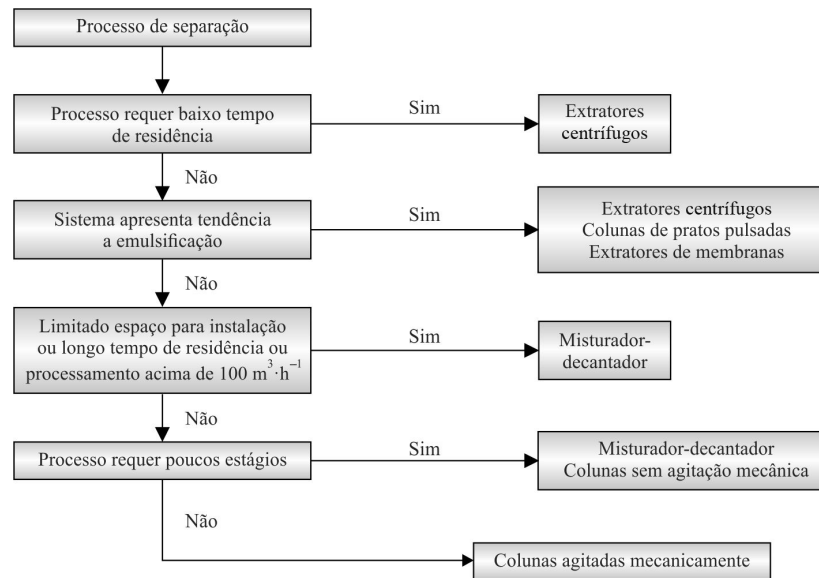 Processo de separação
Processo requer baixo tempo
de residência
Sim
Extratores
centrífugos
Não
Sistema apresenta tendência
a emulsificação
Sim
Extratores centrífugos
Colunas de pratos pulsadas
Extratores de membranas
Não
Limitado espaço para instalação
ou longo tempo de residência ou
processamento acima de 100 m³·h⁻¹
Sim
Misturador-
decantador
Não
Processo requer poucos estágios
Sim
Misturador-decantador
Colunas sem agitação mecânica
Não
Colunas agitadas mecanicamente